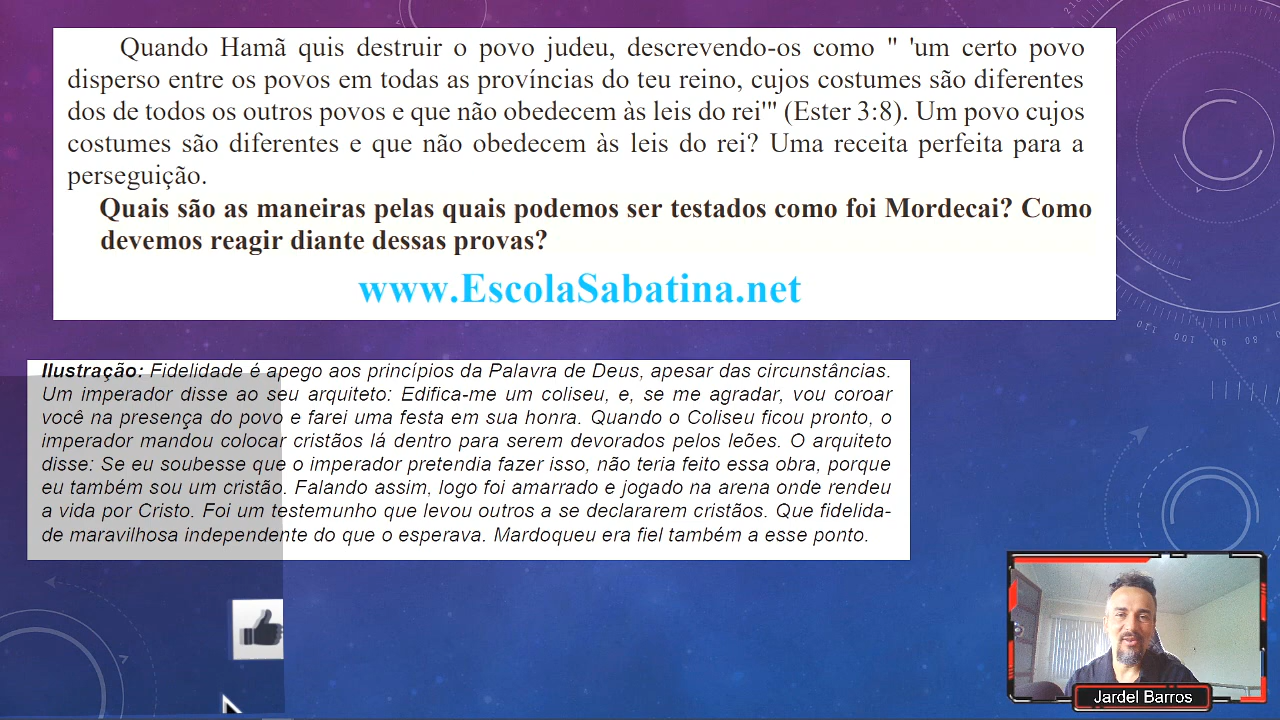 Quando Hamã quis destruir o povo judeu, descrevendo-os como " 'um certo povo
disperso entre os povos em todas as províncias do teu reino, cujos costumes são diferentes
dos de todos os outros povos e que não obedecem às leis do rei'" (Ester 3:8). Um povo cujos
costumes são diferentes e que não obedecem às leis do rei? Uma receita perfeita para a
perseguição.
Quais são as maneiras pelas quais podemos ser testados como foi Mordecai? Como
devemos reagir diante dessas provas?
www.EscolaSabatina.net
Ilustração: Fidelidade é apego aos princípios da Palavra de Deus, apesar das circunstâncias.
Um imperador disse ao seu arquiteto: Edifica-me um coliseu, e, se me agradar, vou coroar
você na presença do povo e farei uma festa em sua honra. Quando o Coliseu ficou pronto, o
imperador mandou colocar cristãos lá dentro para serem devorados pelos leões. O arquiteto
disse: Se eu soubesse que o imperador pretendia fazer isso, não teria feito essa obra, porque
eu também sou um cristão. Falando assim, logo foi amarrado e jogado na arena onde rendeu
a vida por Cristo. Foi um testemunho que levou outros a se declararem cristãos. Que fidelida-
de maravilhosa independente do que o esperava. Mardoqueu era fiel também a esse ponto.
110 100 90 80
Jardel Barros